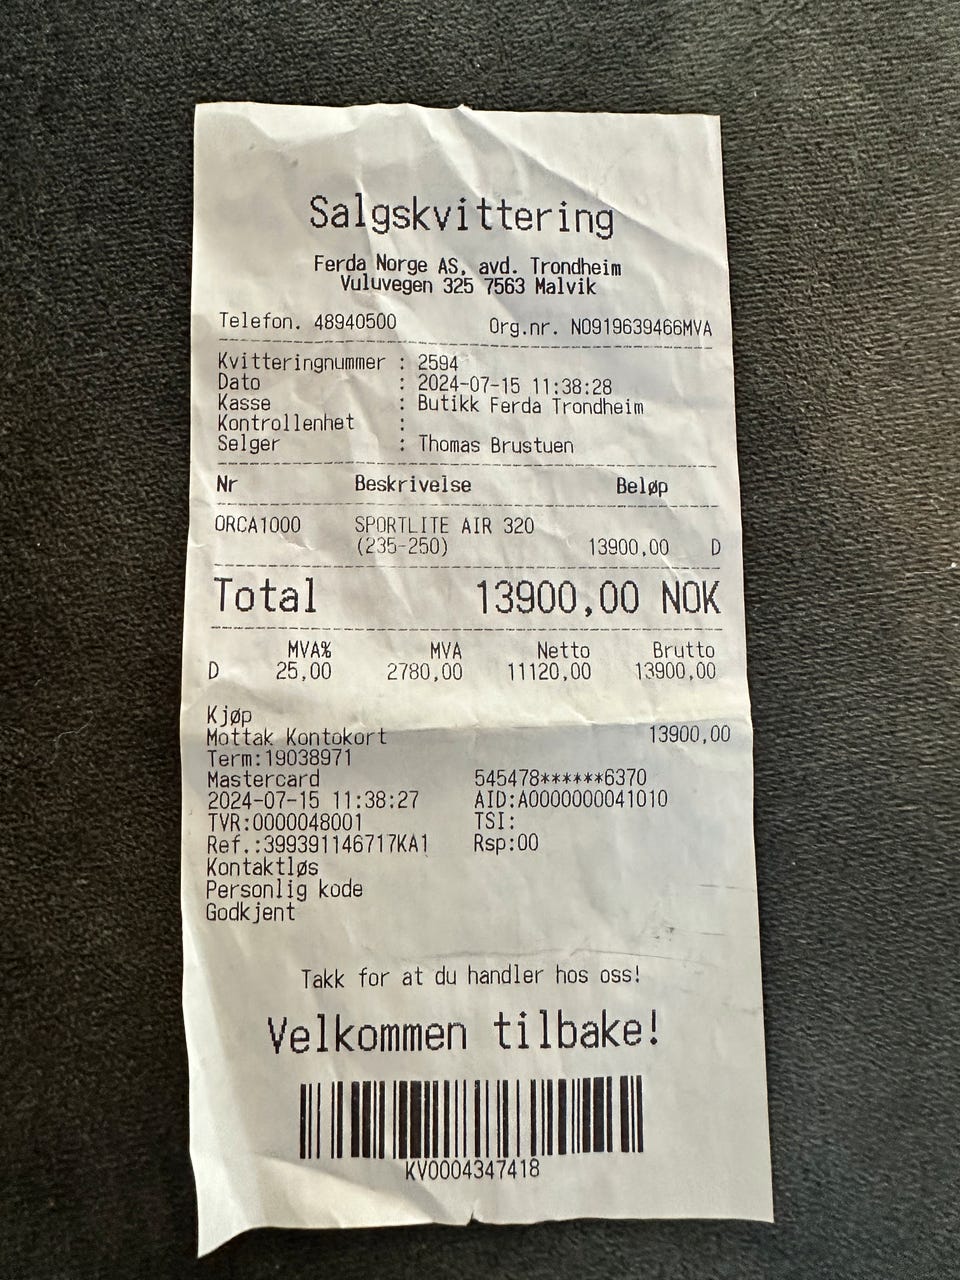 Salgskvittering
Ferda Norge AS, avd. Trondheim
Vuluvegen 325 7563 Malvik
Telefon. 48940500 Org.nr. NO919639466MVA
Kvitteringnummer : 2594
Dato : 2024-07-15 11:38:28
Kasse : Butikk Ferda Trondheim
Kontrollenhet :
Selger : Thomas Brustuen
Nr Beskrivelse Beløp
ORCA1000 SPORTLITE AIR 320
(235-250) 13900,00 D
Total 13900,00 NOK
MVA% MVA Netto Brutto
D 25,00 2780,00 11120,00 13900,00
Kjøp
Mottak Kontokort 13900,00
Term:19038971
Mastercard 545478******6370
2024-07-15 11:38:27 AID:A0000000041010
TVR:0000048001 TSI:
Ref.:399391146717KA1 Rsp:00
Kontaktløs
Personlig kode
Godkjent
Takk for at du handler hos oss!
Velkommen tilbake!
KV0004347418